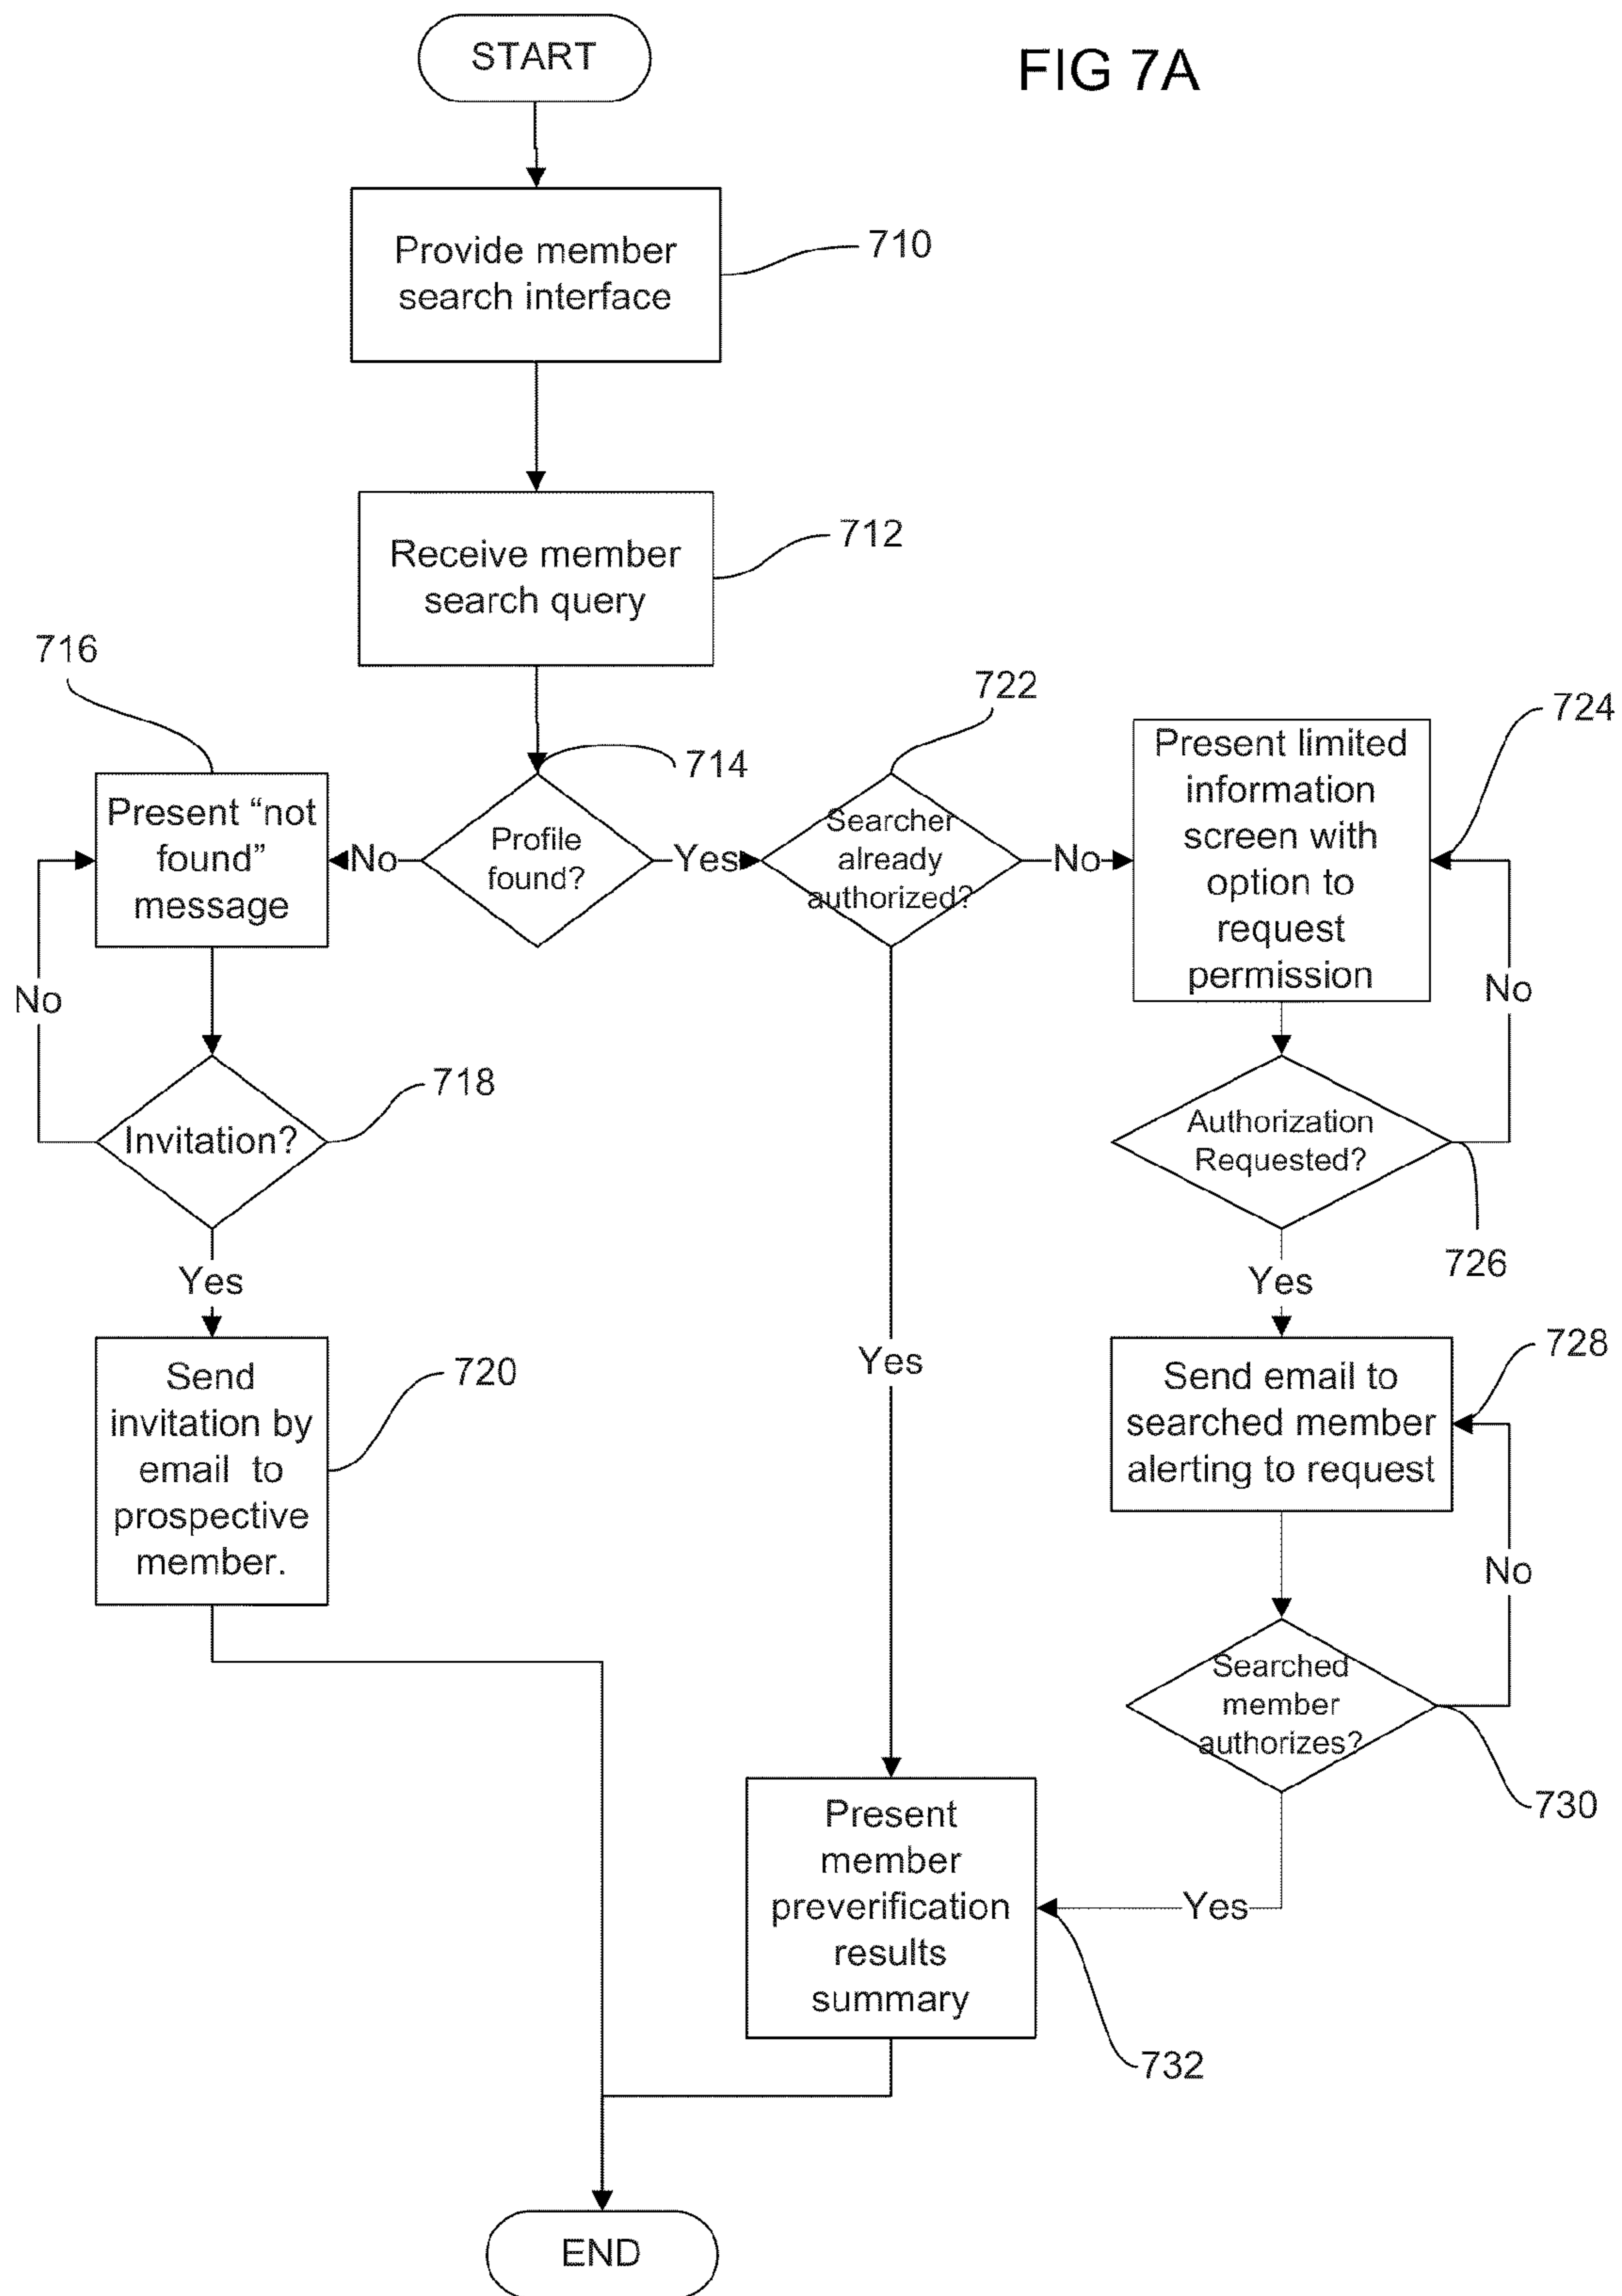 START
FIG 7A
Provide member
search interface
710
Receive member
search query
712
716
722
724
714
Present “not
found”
message
No
Profile
found?
Yes
Searcher
already
authorized?
No
Present limited
information
screen with
option to
request
permission
No
No
Invitation?
718
Authorization
Requested?
726
Yes
Yes
Send
invitation by
email to
prospective
member.
720
Yes
Send email to
searched member
alerting to request
728
No
Searched
member
authorizes?
730
Present
member
preverification
results
summary
Yes
732
END